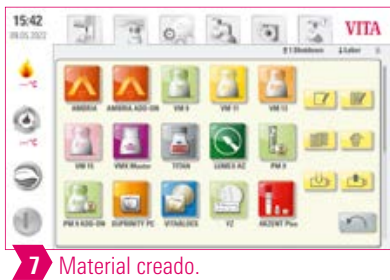 15:42
09.05.2022
VITA
AMBRIA
AMBRIA ADD-ON
VM 9
VM 11
VM 13
VM 15
VMK Master
TITAN
LUMEX AC
PM 9
PM 9 ADD-ON
SUPRINITY PC
VITABLOCS
YZ
AKZENT Plus
7 Material creado.